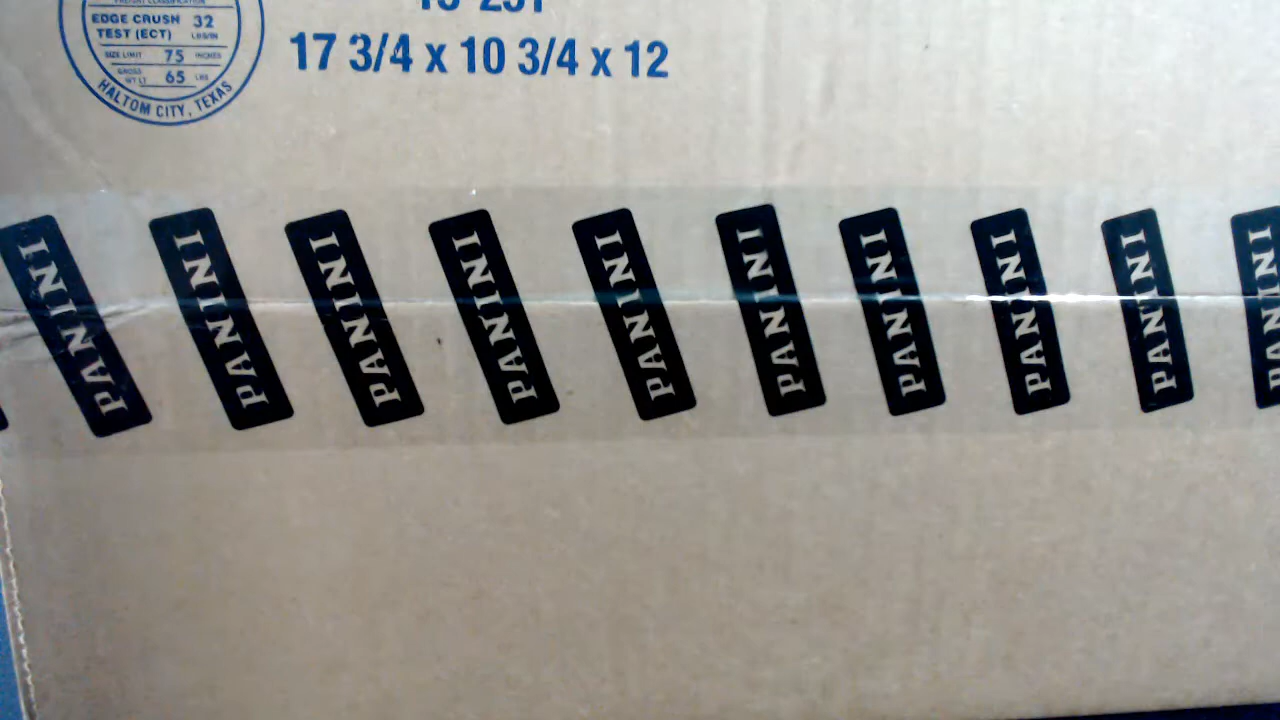 EDGE CRUSH 32
TEST (ECT) LBS/IN
SIZE LIMIT 75 INCHES
GROSS
WT LT 65 LBS
HALTOM CITY, TEXAS
17 3/4 x 10 3/4 x 12
PANINI PANINI PANINI PANINI PANINI PANINI PANINI PANINI PANINI PANINI